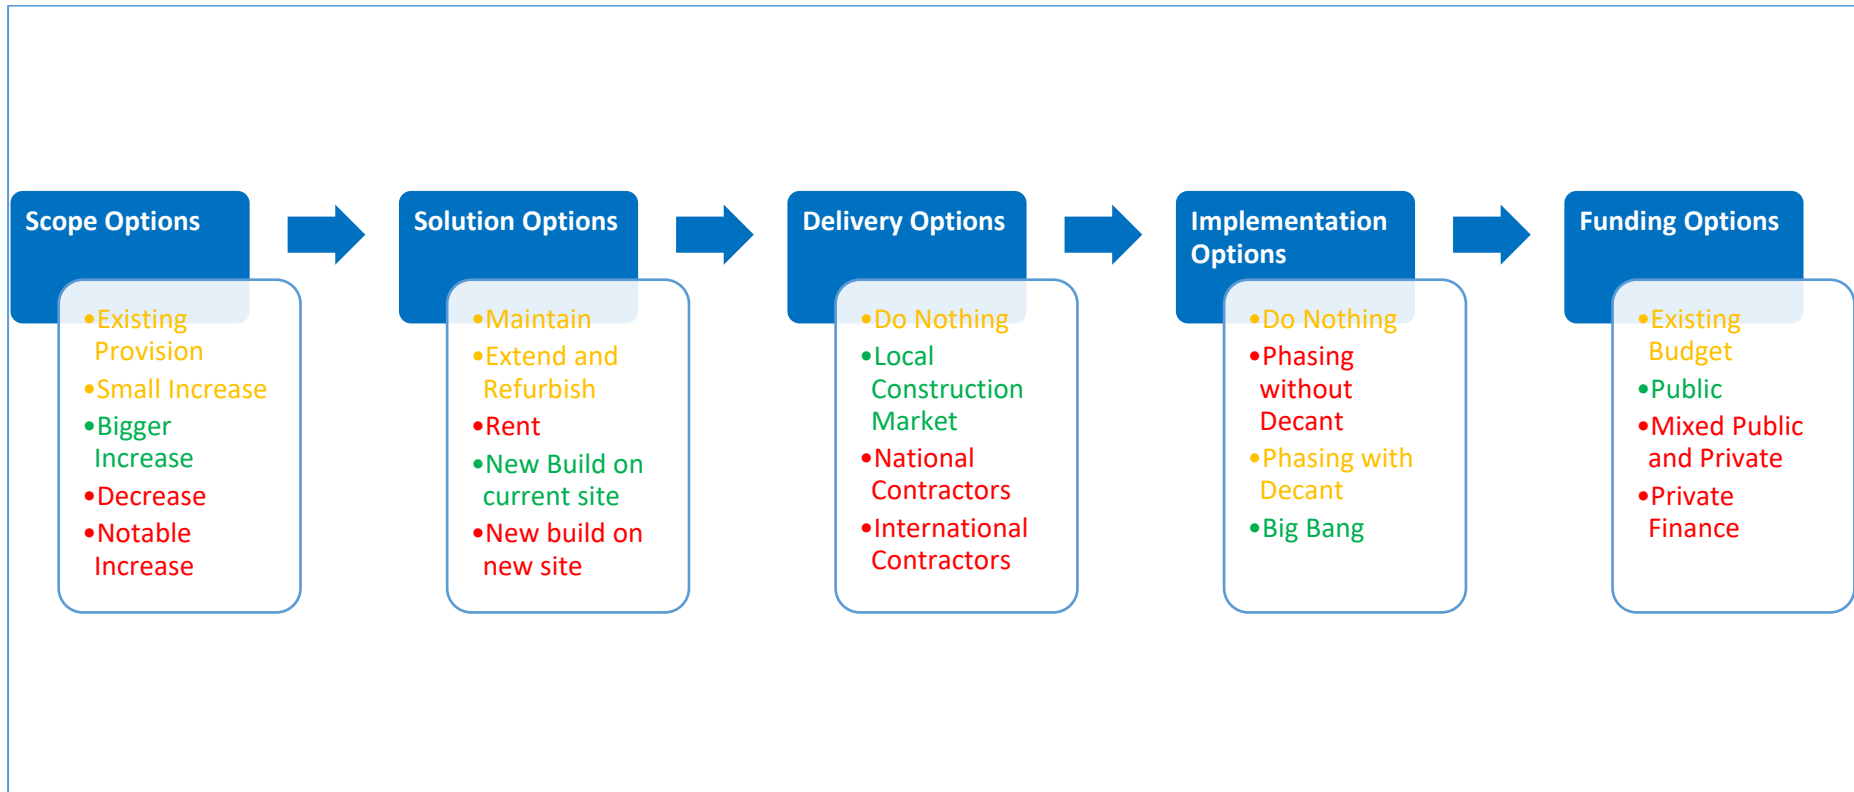 Scope Options
•Existing
Provision
•Small Increase
•Bigger
Increase
•Decrease
•Notable
Increase
Solution Options
•Maintain
•Extend and
Refurbish
•Rent
•New Build on
current site
•New build on
new site
Delivery Options
•Do Nothing
•Local
Construction
Market
•National
Contractors
•International
Contractors
Implementation
Options
•Do Nothing
•Phasing
without
Decant
•Phasing with
Decant
•Big Bang
Funding Options
•Existing
Budget
•Public
•Mixed Public
and Private
•Private
Finance